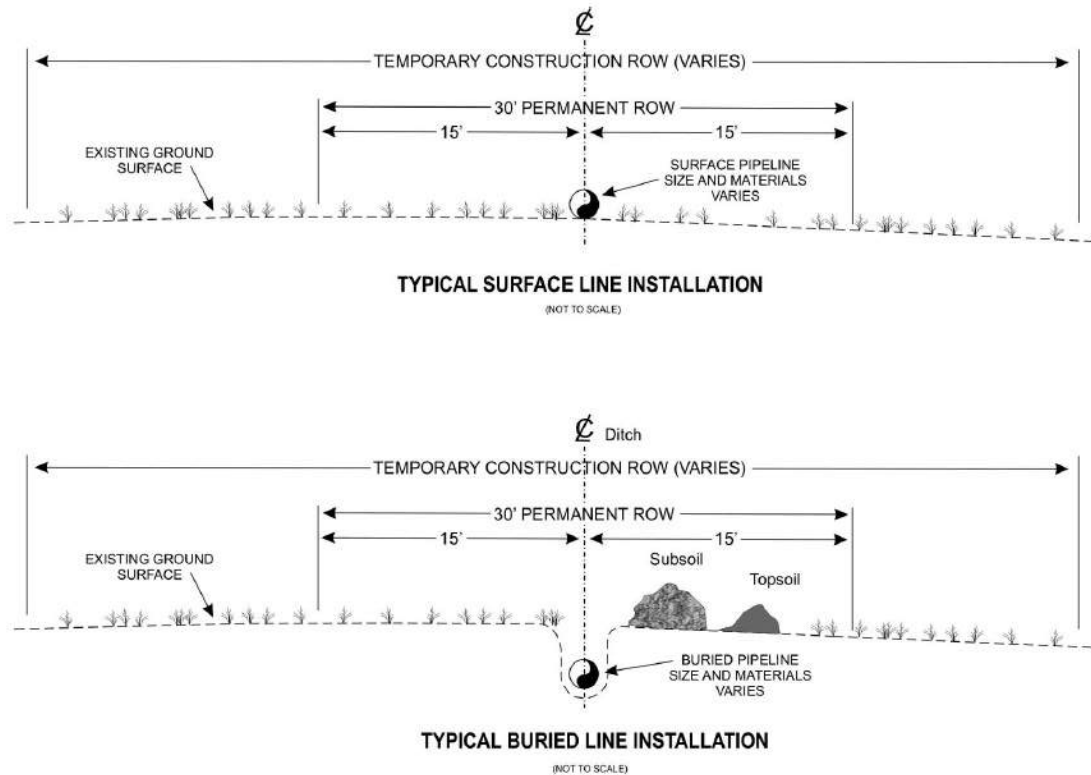 ℄
TEMPORARY CONSTRUCTION ROW (VARIES)
30' PERMANENT ROW
15' 15'
EXISTING GROUND
SURFACE
SURFACE PIPELINE
SIZE AND MATERIALS
VARIES
TYPICAL SURFACE LINE INSTALLATION
(NOT TO SCALE)
℄ Ditch
TEMPORARY CONSTRUCTION ROW (VARIES)
30' PERMANENT ROW
15' 15'
EXISTING GROUND
SURFACE
Subsoil
Topsoil
BURIED PIPELINE
SIZE AND MATERIALS
VARIES
TYPICAL BURIED LINE INSTALLATION
(NOT TO SCALE)